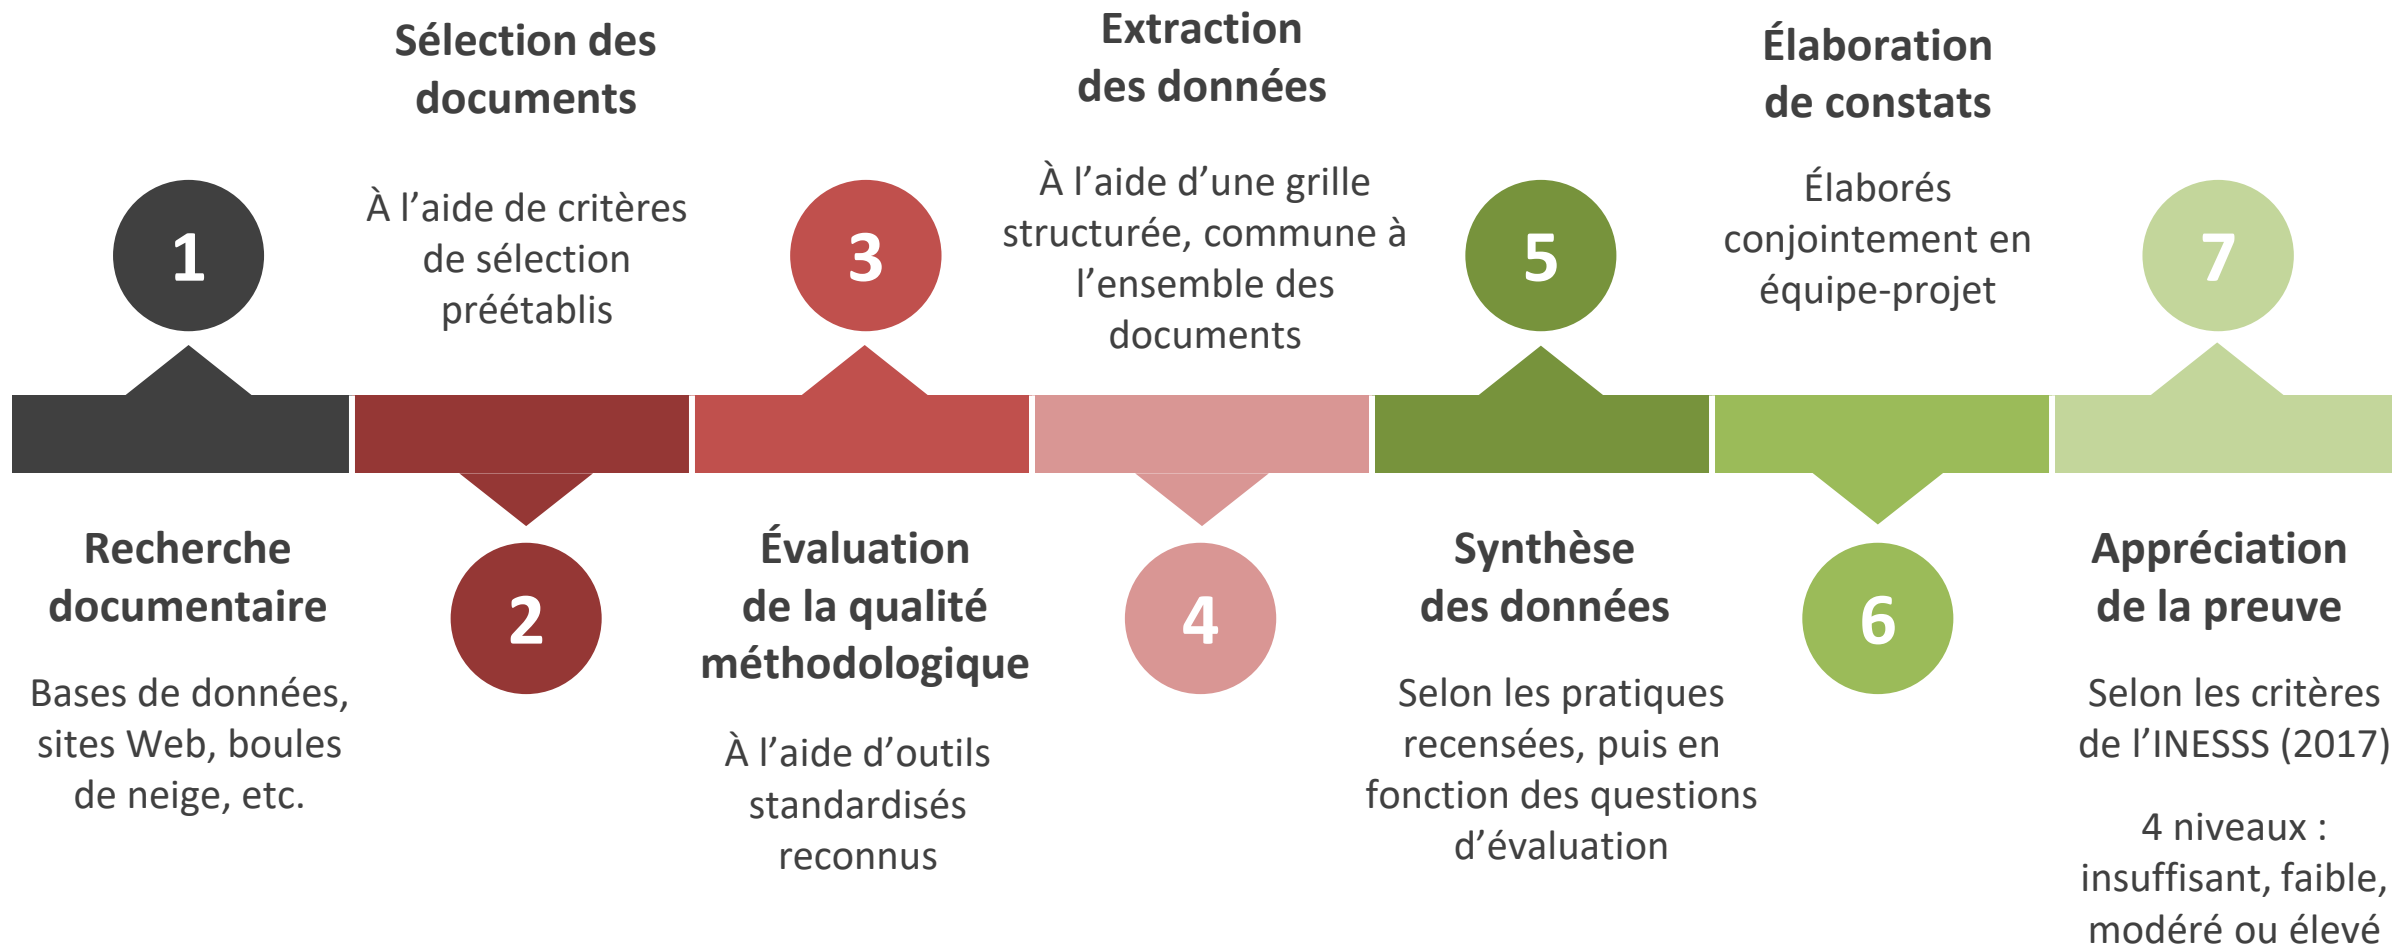 1
Recherche
documentaire
Bases de données,
sites Web, boules
de neige, etc.
Sélection des
documents
À l’aide de critères
de sélection
préétablis
2
3
Évaluation
de la qualité
méthodologique
À l’aide d’outils
standardisés
reconnus
Extraction
des données
À l’aide d’une grille
structurée, commune à
l’ensemble des
documents
4
5
Synthèse
des données
Selon les pratiques
recensées, puis en
fonction des questions
d’évaluation
Élaboration
de constats
Élaborés
conjointement en
équipe-projet
6
7
Appréciation
de la preuve
Selon les critères
de l’INESSS (2017)
4 niveaux :
insuffisant, faible,
modéré ou élevé